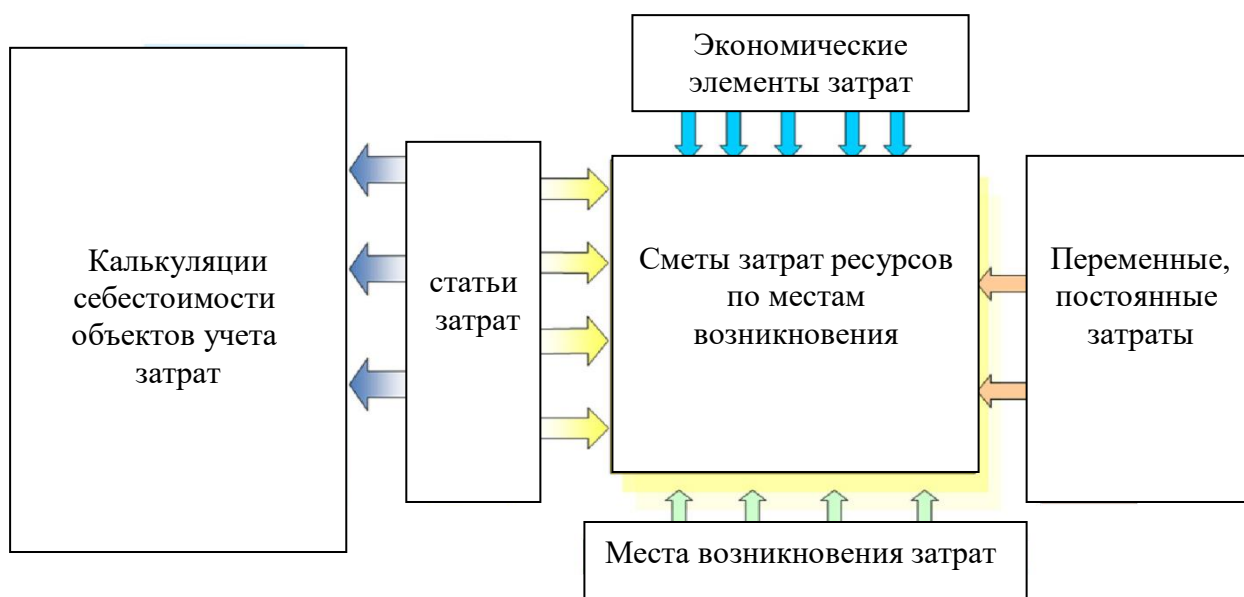 Экономические
элементы затрат
Калькуляции
себестоимости
объектов учета
затрат
статьи
затрат
Сметы затрат ресурсов
по местам
возникновения
Переменные,
постоянные
затраты
Места возникновения затрат